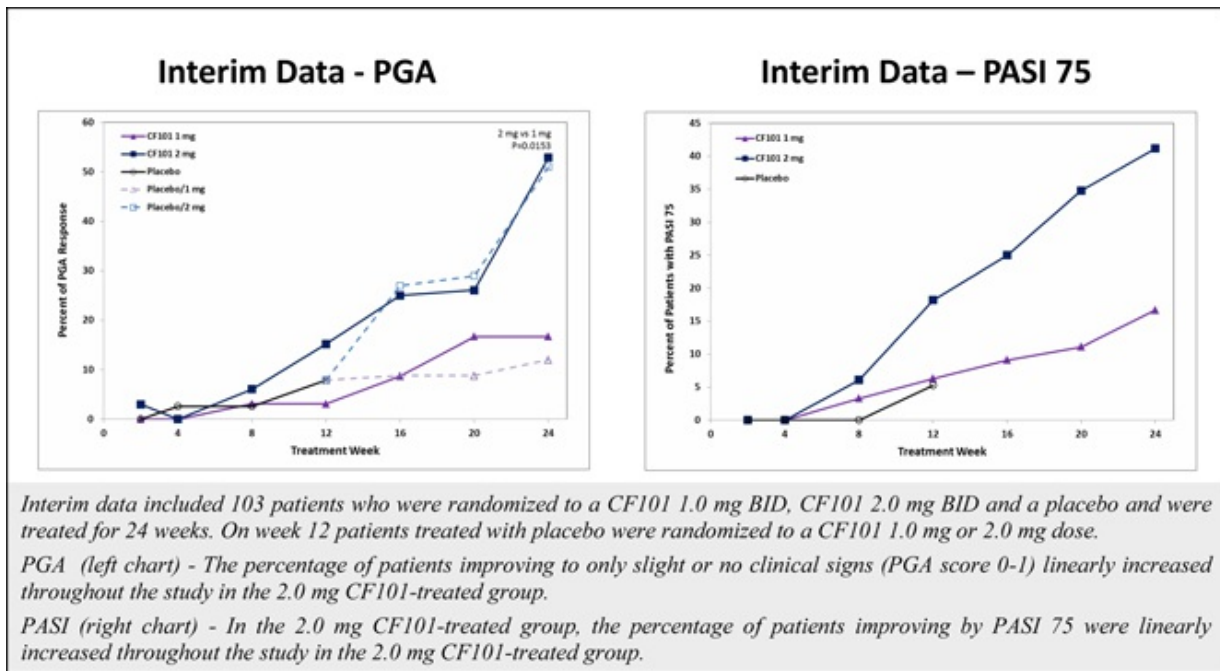 Interim Data - PGA
60
50
40
30
20
10
0
0
4
8
12
16
20
24
Percent of PGA Response
Treatment Week
CF101 1 mg
CF101 2 mg
Placebo
Placebo/1 mg
Placebo/2 mg
2 mg vs 1 mg
P=0.0153
Interim Data – PASI 75
45
40
35
30
25
20
15
10
5
0
0
4
8
12
16
20
24
Percent of Patients with PASI 75
Treatment Week
CF101 1 mg
CF101 2 mg
Placebo
Interim data included 103 patients who were randomized to a CF101 1.0 mg BID, CF101 2.0 mg BID and a placebo and were
treated for 24 weeks. On week 12 patients treated with placebo were randomized to a CF101 1.0 mg or 2.0 mg dose.
PGA (left chart) - The percentage of patients improving to only slight or no clinical signs (PGA score 0-1) linearly increased
throughout the study in the 2.0 mg CF101-treated group.
PASI (right chart) - In the 2.0 mg CF101-treated group, the percentage of patients improving by PASI 75 were linearly
increased throughout the study in the 2.0 mg CF101-treated group.